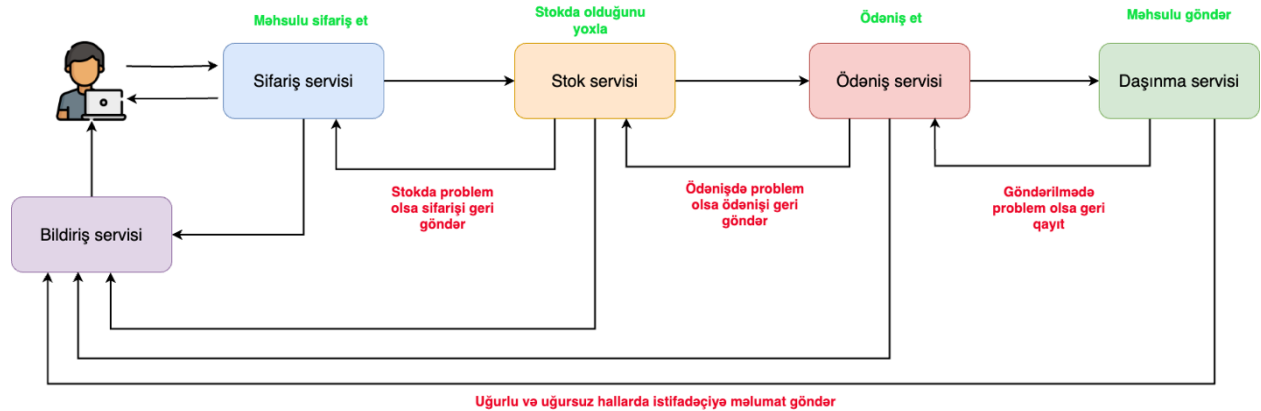 Məhsulu sifariş et
Stokda olduğunu
yoxla
Ödəniş et
Məhsulu göndər
Sifariş servisi
Stok servisi
Ödəniş servisi
Daşınma servisi
Stokda problem
olsa sifarişi geri
göndər
Ödənişdə problem
olsa ödənişi geri
göndər
Göndərilmədə
problem olsa geri
qayıt
Bildiriş servisi
Uğurlu və uğursuz hallarda istifadəçiyə məlumat göndər